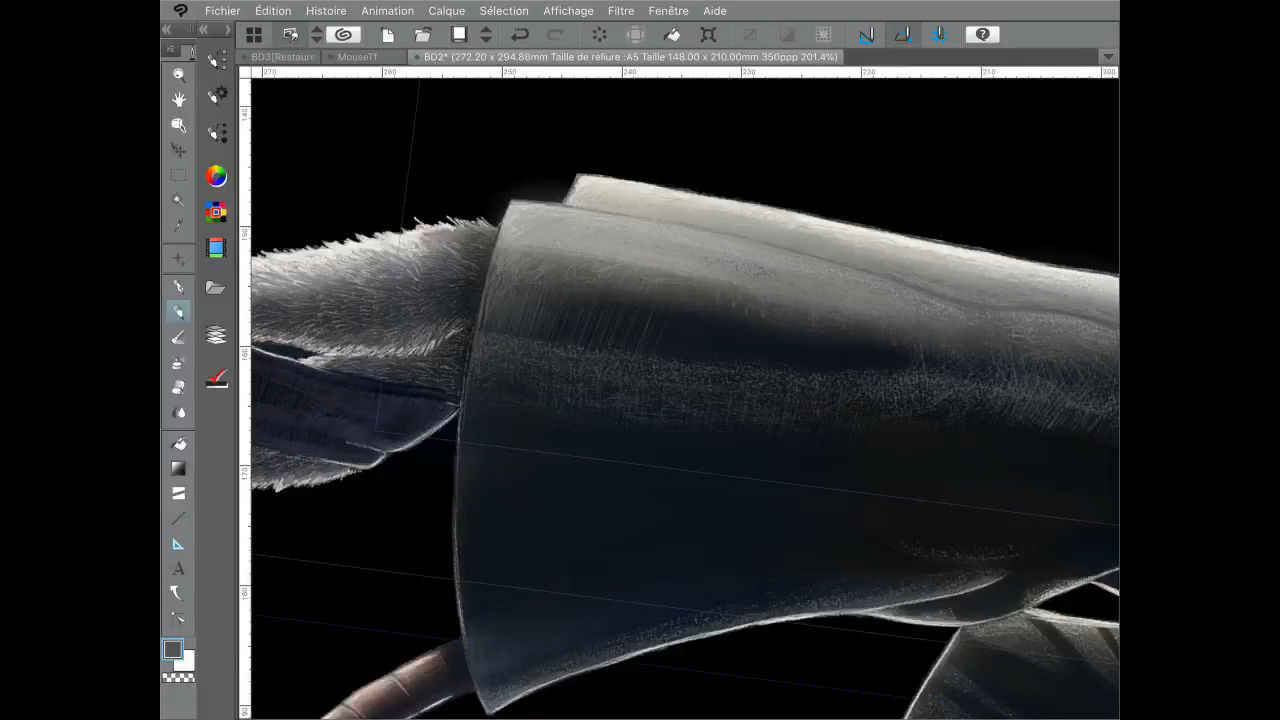 Fichier Édition Histoire Animation Calque Sélection Affichage Filtre Fenêtre Aide
BD3[Restaure MouseTf BD2* (272.20 x 294.88mm Taille de reliure :A5 Taille 148.00 x 210.00mm 350ppp 201.4%)
270 260 250 240 230 220 210 200
140
150
160
170
180
90
A